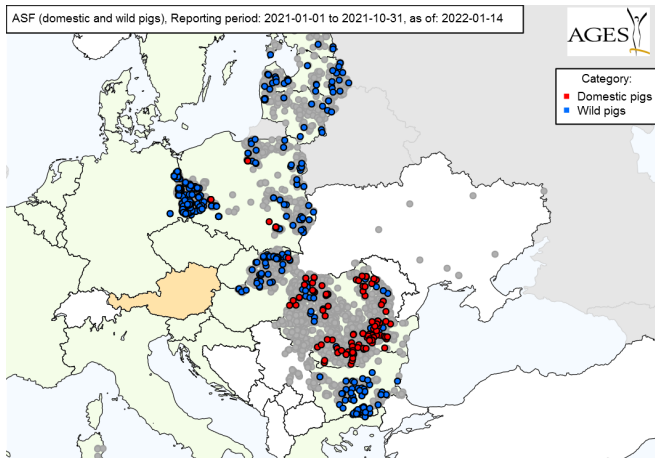 ASF (domestic and wild pigs), Reporting period: 2021-01-01 to 2021-10-31, as of: 2022-01-14
AGES
Category:
Domestic pigs
Wild pigs